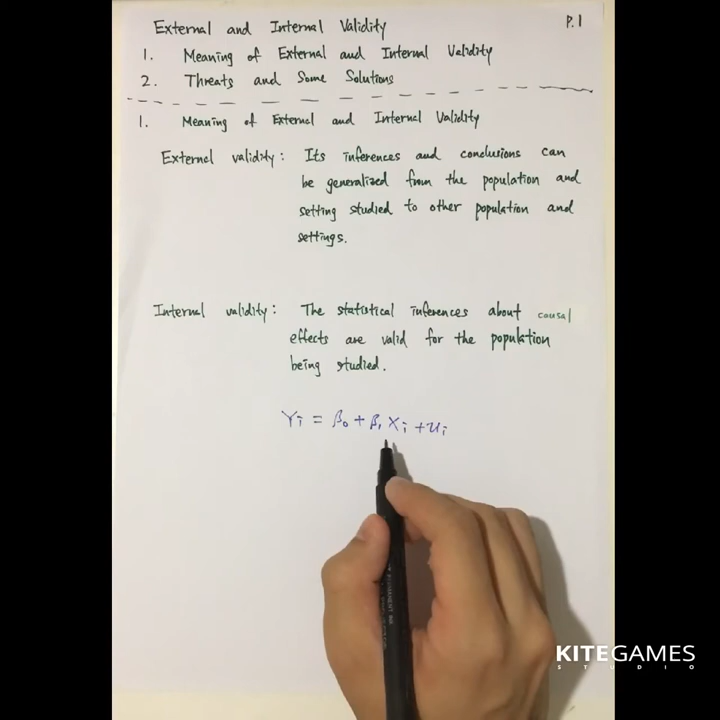 External and Internal Validity
P.1
1. Meaning of External and Internal Validity
2. Threats and Some Solutions
1. Meaning of External and Internal Validity
External validity: Its inferences and conclusions can
be generalized from the population and
setting studied to other population and
settings.
Internal validity: The statistical inferences about causal
effects are valid for the population
being studied.
Yi = β0 + β1 Xi + ui
KITEGAMES
STUDIO